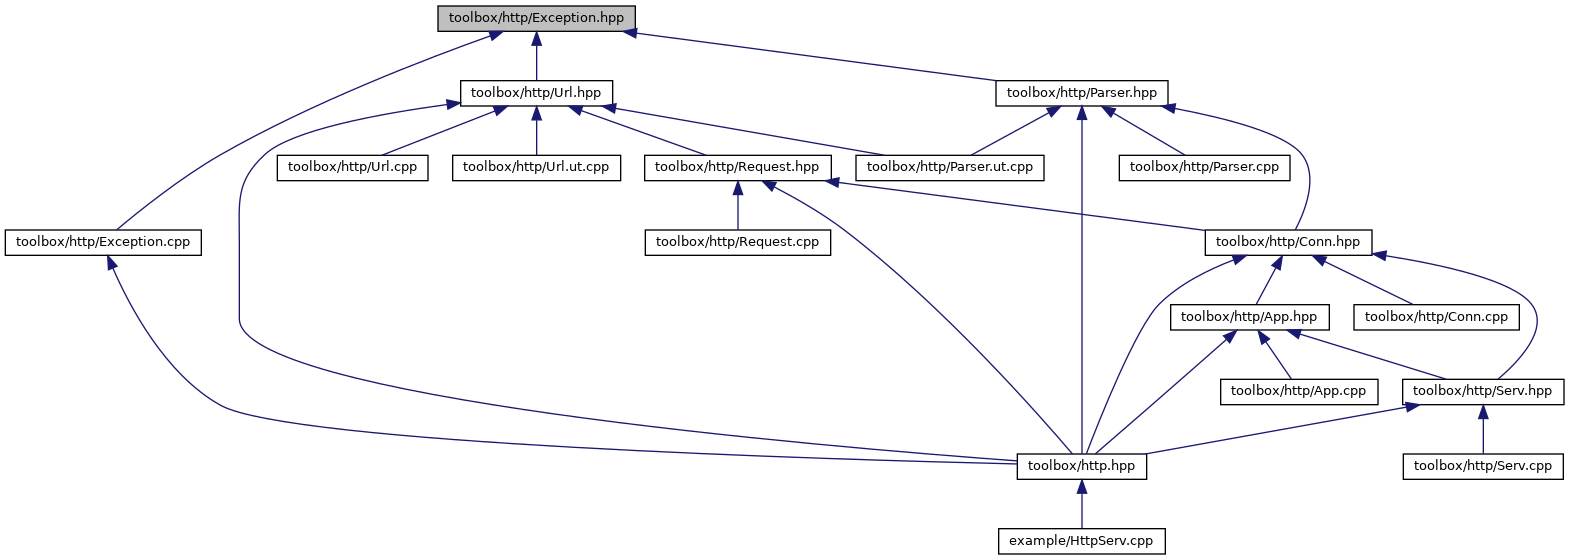 toolbox/http/Exception.hpp
toolbox/http/Url.hpp
toolbox/http/Parser.hpp
toolbox/http/Url.cpp
toolbox/http/Url.ut.cpp
toolbox/http/Request.hpp
toolbox/http/Parser.ut.cpp
toolbox/http/Parser.cpp
toolbox/http/Exception.cpp
toolbox/http/Request.cpp
toolbox/http/Conn.hpp
toolbox/http/App.hpp
toolbox/http/Conn.cpp
toolbox/http/App.cpp
toolbox/http/Serv.hpp
toolbox/http.hpp
toolbox/http/Serv.cpp
example/HttpServ.cpp